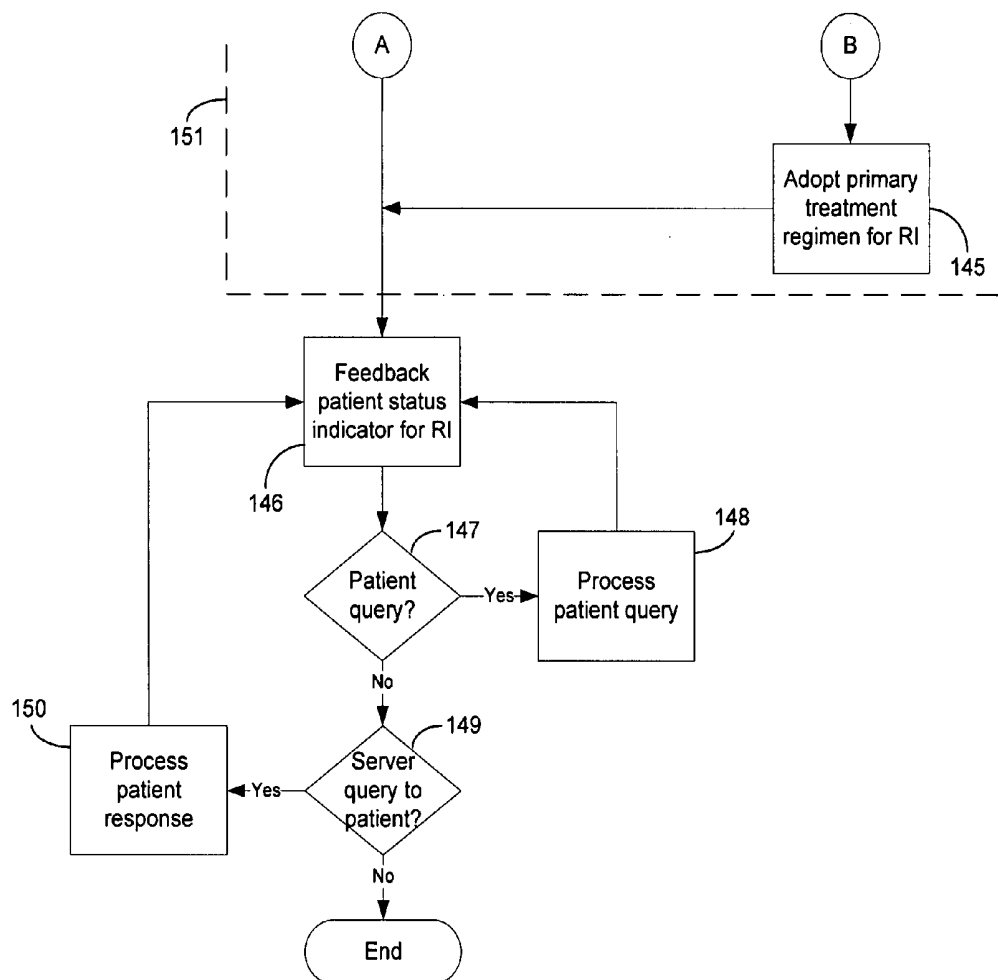 A
B
151
Adopt primary
treatment
regimen for RI
145
Feedback
patient status
indicator for RI
146
147
148
Patient
query?
Yes
Process
patient query
No
150
149
Process
patient
response
Yes
Server
query to
patient?
No
End